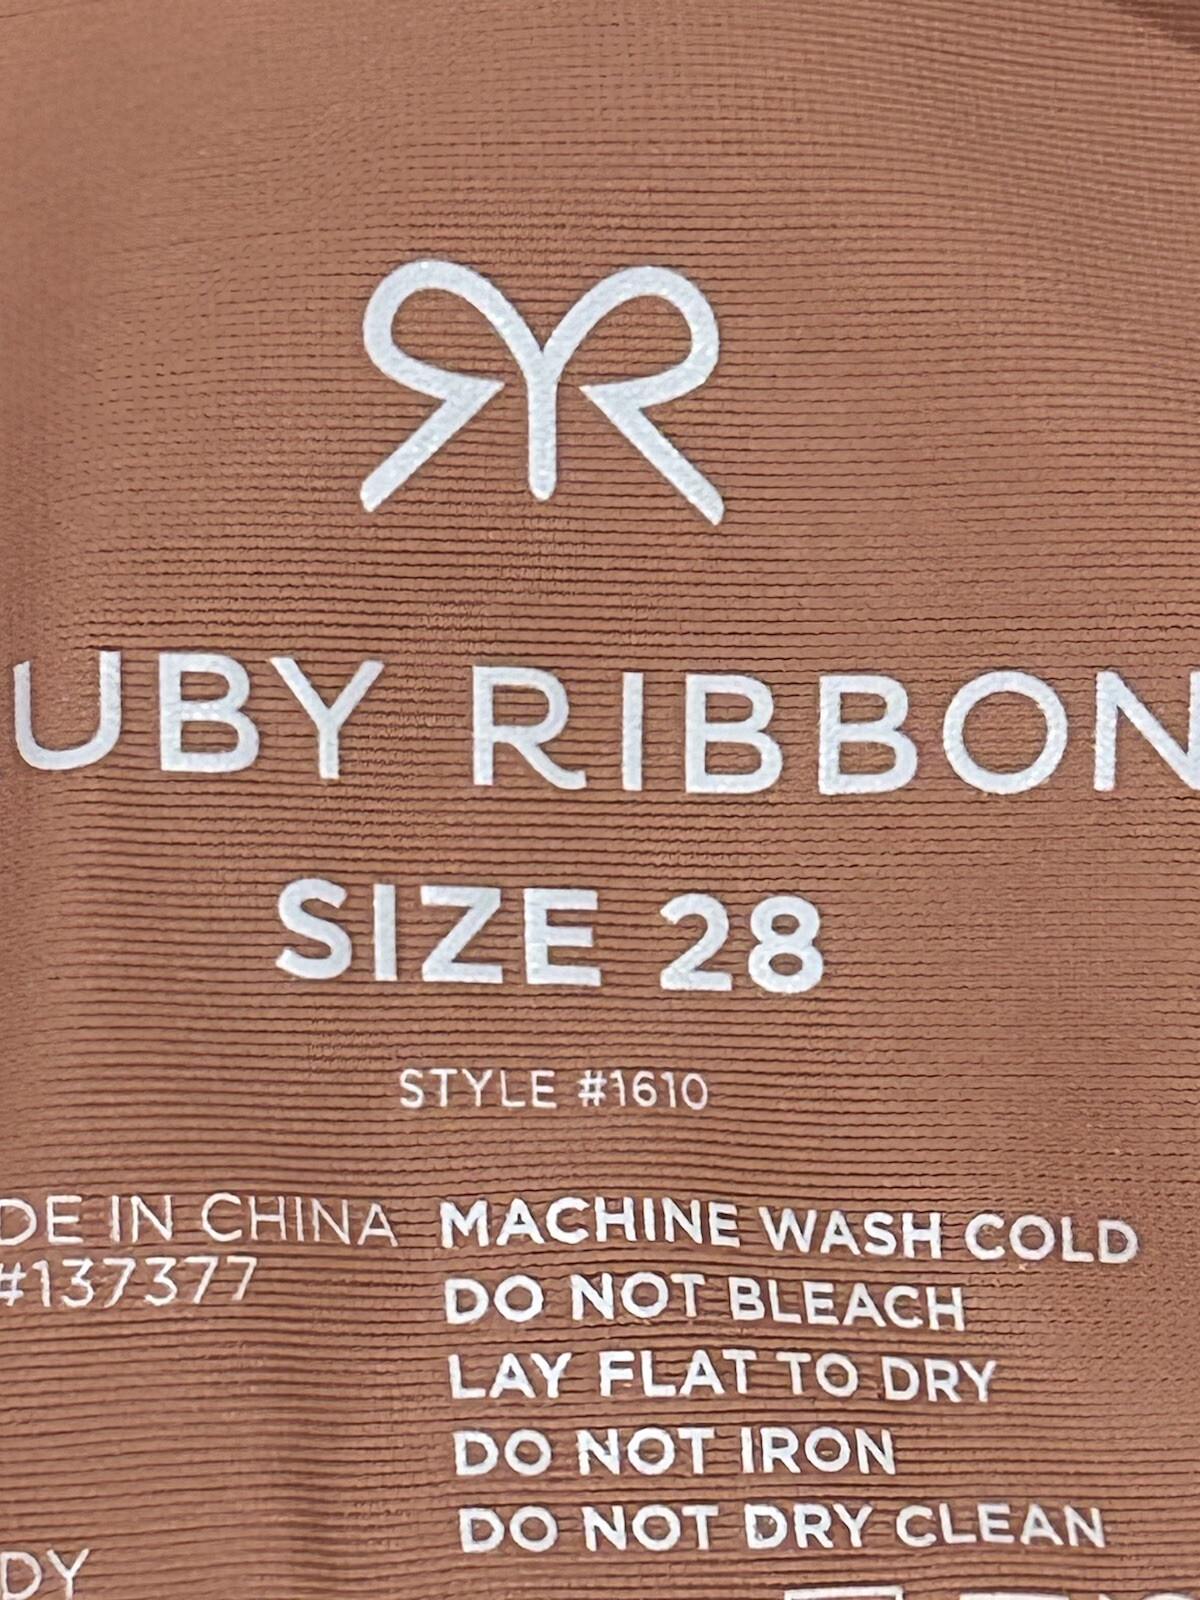 UBY RIBBON
SIZE 28
STYLE #1610
DE IN CHINA
#137377
MACHINE WASH COLD
DO NOT BLEACH
LAY FLAT TO DRY
DO NOT IRON
DO NOT DRY CLEAN
DY